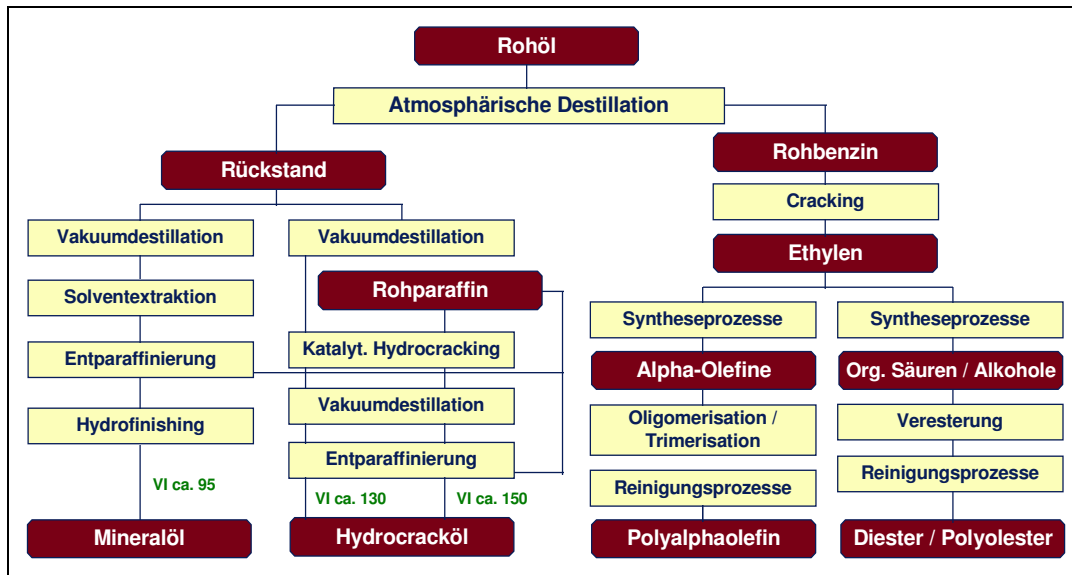 Rohöl
Atmosphärische Destillation
Rückstand
Rohbenzin
Cracking
Vakuumdestillation
Vakuumdestillation
Ethylen
Rohparaffin
Solventextraktion
Syntheseprozesse
Syntheseprozesse
Entparaffinierung
Katalyt. Hydrocracking
Alpha-Olefine
Org. Säuren / Alkohole
Vakuumdestillation
Hydrofinishing
Oligomerisation /
Trimerisation
Veresterung
Entparaffinierung
Reinigungsprozesse
Reinigungsprozesse
VI ca. 95
VI ca. 130
VI ca. 150
Mineralöl
Hydrocracköl
Polyalphaolefin
Diester / Polyolester